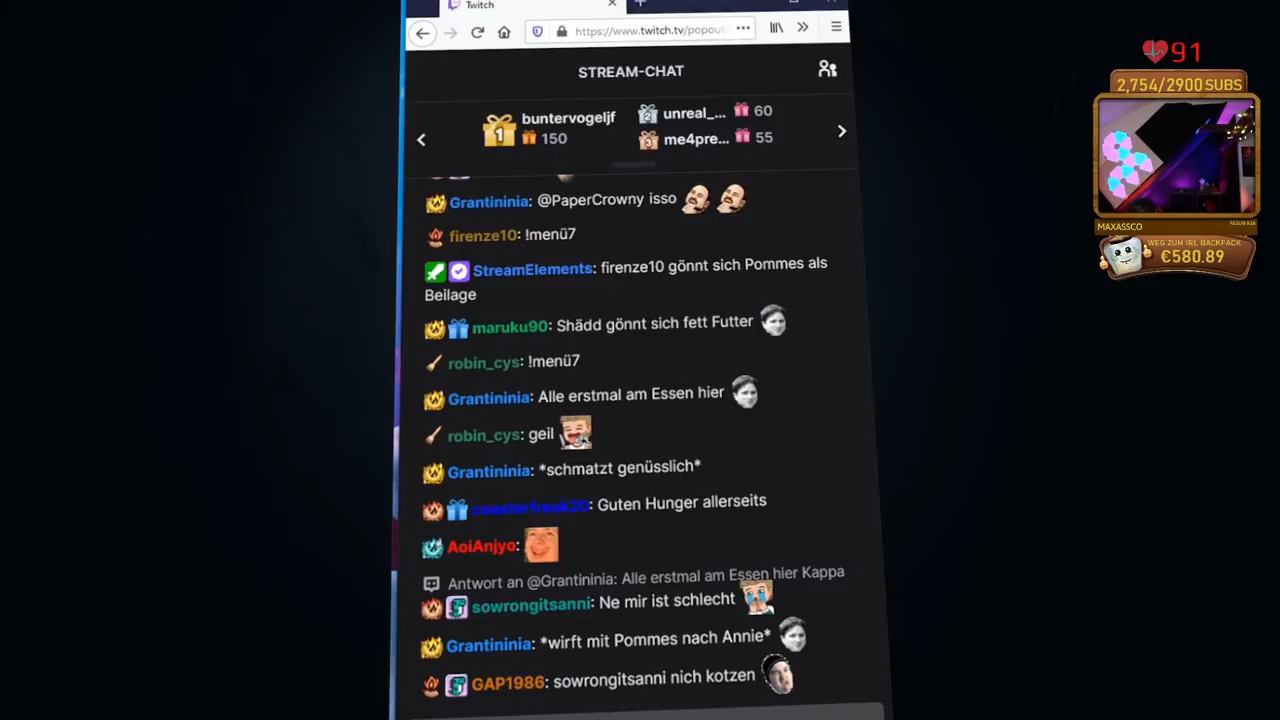 Twitch
https://www.twitch.tv/popout
91
STREAM-CHAT
2,754/2900 SUBS
1 buntervogeljf
150
2 unreal_... 60
3 me4pre... 55
Grantininia: @PaperCrowny isso
firenze10: !menü7
StreamElements: firenze10 gönnt sich Pommes als
Beilage
maruku90: Shädd gönnt sich fett Futter
robin_cys: !menü7
Grantininia: Alle erstmal am Essen hier
robin_cys: geil
Grantininia: *schmatzt genüsslich*
coasterfreak20: Guten Hunger allerseits
AoiAnjyo:
Antwort an @Grantininia: Alle erstmal am Essen hier Kappa
sowrongitsanni: Ne mir ist schlecht
Grantininia: *wirft mit Pommes nach Annie*
GAP1986: sowrongitsanni nich kotzen
MAXASSCO
WEG ZUM IRL BACKPACK
€580.89